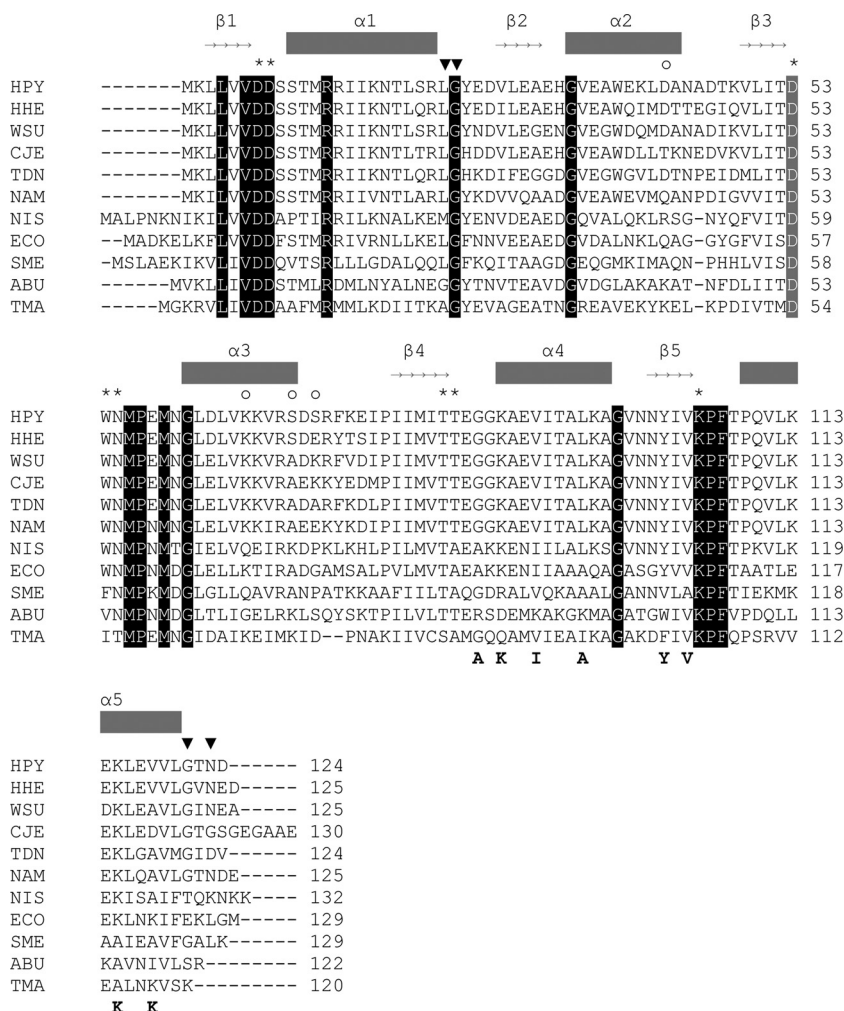 β1 α1 β2 α2 β3
** ▼▼ ○ *
HPY -------MKLLVVDDSSTMRRIIKNTLSRLGYEDVLEAEHGVEAWEKLDANADTKVLITD 53
HHE -------MKLLVVDDSSTMRRIIKNTLQRLGYEDILEAEHGVEAWQIMDTTEGIQVLITD 53
WSU -------MKLLVVDDSSTMRRIIKNTLQRLGYNDVLEGENGVEGWDQMDANADIKVLITD 53
CJE -------MKLLVVDDSSTMRRIIKNTLTRLGHDDVLEAEHGVEAWDLLTKNEDVKVLITD 53
TDN -------MKLLVVDDSSTMRRIIKNTLQRLGHKDIFEGGDGVEGWGVLDTNPEIDMLITD 53
NAM -------MKILVVDDSSTMRRIIVNTLARLGYKDVVQAADGVEAWEVMQANPDIGVVITD 53
NIS MALPNKNIKILIVDDAPTIRRILKNALKEMGYENVDEAEDGQVALQKLRSG-NYQFVITD 59
ECO --MADKELKFLVVDDFSTMRRIVRNLLKELGFNNVEEAEDGVDALNKLQAG-GYGFVISD 57
SME -MSLAEKIKVLIVDDQVTSRLLLGDALQQLGFKQITAAGDGEQGMKIMAQN-PHHLVISD 58
ABU ------MVKLLIVDDSTMLRDMLNYALNEGGYTNVTEAVDGVDGLAKAKAT-NFDLIITD 53
TMA -----MGKRVLIVDDAAFMRMMLKDIITKAGYEVAGEATNGREAVEKYKEL-KPDIVTMD 54
α3 β4 α4 β5
** ○ ○ ○ ** *
HPY WNMPEMNGLDLVKKVRSDSRFKEIPIIMITTEGGKAEVITALKAGVNNYIVKPFTPQVLK 113
HHE WNMPEMNGLDLVKKVRSDERYTSIPIIMVTTEGGKAEVITALKAGVNNYIVKPFTPQVLK 113
WSU WNMPEMNGLELVKKVRADKRFVDIPIIMVTTEGGKAEVITALKAGVNNYIVKPFTPQVLK 113
CJE WNMPEMNGLELVKKVRAEKKYEDMPIIMVTTEGGKAEVITALKAGVNNYIVKPFTPQVLK 113
TDN WNMPEMNGLELVKKVRADARFKDLPIIMVTTEGGKAEVITALKAGVNNYIVKPFTPQVLK 113
NAM WNMPNMNGLELVKKIRAEEKYKDIPIIMVTTEGGKAEVITALKAGVNNYIVKPFTPQVLK 113
NIS WNMPNMTGIELVQEIRKDPKLKHLPILMVTAEAKKENIILALKSGVNNYIVKPFTPKVLK 119
ECO WNMPNMDGLELLKTIRADGAMSALPVLMVTAEAKKENIIAAAQAGASGYVVKPFTAATLE 117
SME FNMPKMDGLGLLQAVRANPATKKAAFIILTAQGDRALVQKAAALGANNVLAKPFTIEKMK 118
ABU VNMPNMDGLTLIGELRKLSQYSKTPILVLTTERSDEMKAKGKMAGATGWIVKPFVPDQLL 113
TMA ITMPEMNGIDAIKEIMKID--PNAKIIVCSAMGQQAMVIEAIKAGAKDFIVKPFQPSRVV 112
A K I A Y V
α5
▼ ▼
HPY EKLEVVLGTND------ 124
HHE EKLEVVLGVNED----- 125
WSU DKLEAVLGINEA----- 125
CJE EKLEDVLGTGSGEGAAE 130
TDN EKLGAVMGIDV------ 124
NAM EKLQAVLGTNDE----- 125
NIS EKISAIFTQKNKK---- 132
ECO EKLNKIFEKLGM----- 129
SME AAIEAVFGALK------ 129
ABU KAVNIVLSR-------- 122
TMA EALNKVSK--------- 120
K K